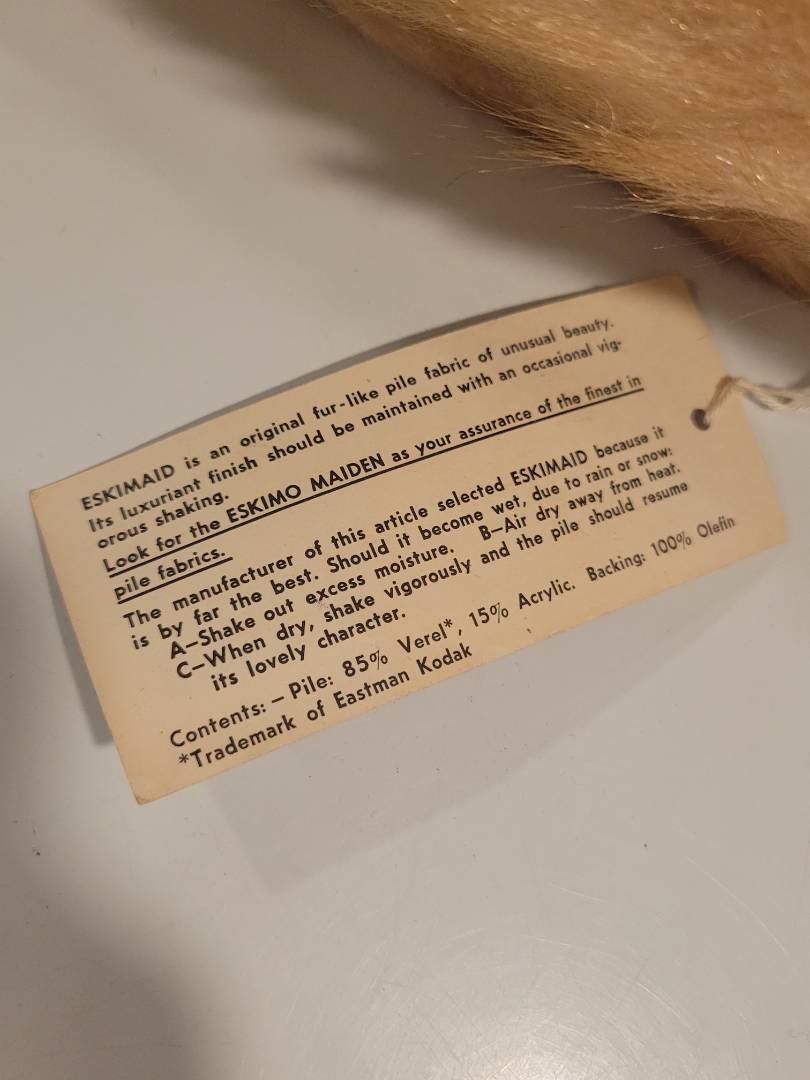 ESKIMAID is an original fur-like pile fabric of unusual beauty.
Its luxuriant finish should be maintained with an occasional vig-
orous shaking.
Look for the ESKIMO MAIDEN as your assurance of the finest in
pile fabrics.
The manufacturer of this article selected ESKIMAID because it
is by far the best. Should it become wet, due to rain or snow:
A—Shake out excess moisture. B—Air dry away from heat.
C—When dry, shake vigorously and the pile should resume
its lovely character.
Contents: — Pile: 85% Verel*, 15% Acrylic. Backing: 100% Olefin
*Trademark of Eastman Kodak